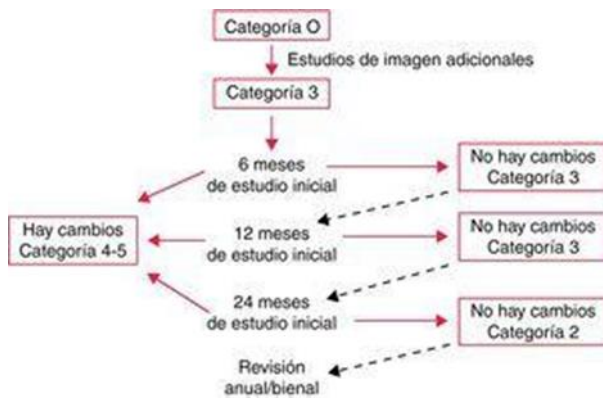 Categoría O
Estudios de imagen adicionales
Categoría 3
6 meses
de estudio inicial
No hay cambios
Categoría 3
Hay cambios
Categoría 4-5
12 meses
de estudio inicial
No hay cambios
Categoría 3
24 meses
de estudio inicial
No hay cambios
Categoría 2
Revisión
anual/bienal